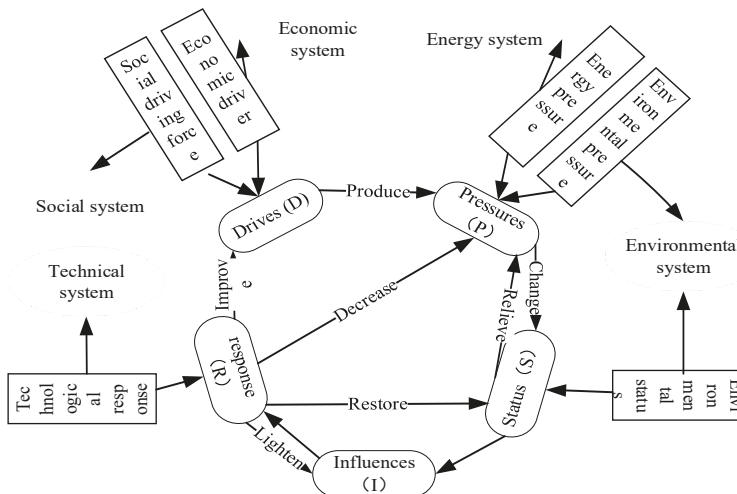 Economic
system
Energy system
Soc
ial
driv
ing
forc
e
Eco
no
mic
driv
er
Ene
rgy
pre
ssur
e
Env
iron
me
ntal
pre
ssur
e
Social system
Drives (D)
Produce
Pressures
(P)
Environmental
system
Technical
system
Improv
e
Decrease
Change
Relieve
Tec
hnol
ogic
al
resp
onse
response
(R)
Restore
Status (S)
ron
men
tal
statu
s
Lighten
Influences
(I)